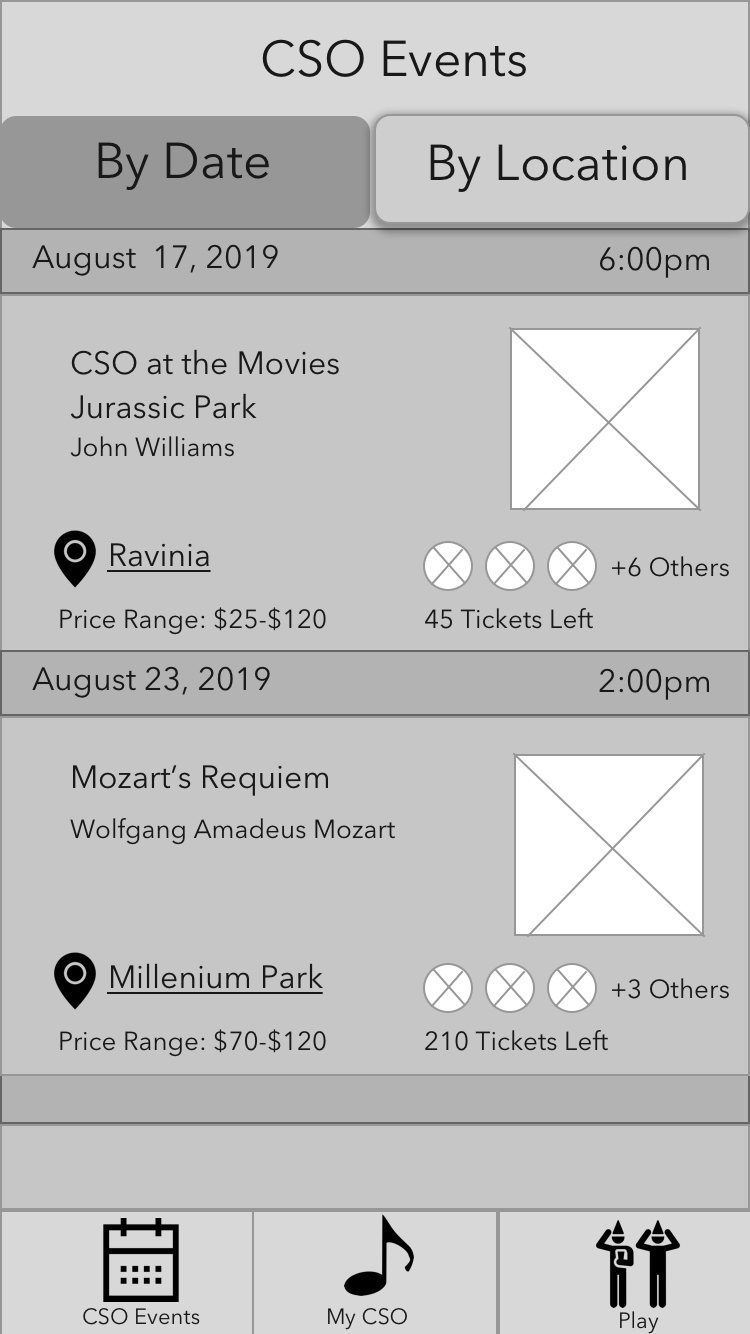 CSO Events
By Date
By Location
August 17, 2019
6:00pm
CSO at the Movies
Jurassic Park
John Williams
Ravinia
+6 Others
Price Range: $25-$120
45 Tickets Left
August 23, 2019
2:00pm
Mozart’s Requiem
Wolfgang Amadeus Mozart
Millenium Park
+3 Others
Price Range: $70-$120
210 Tickets Left
CSO Events
My CSO
Play